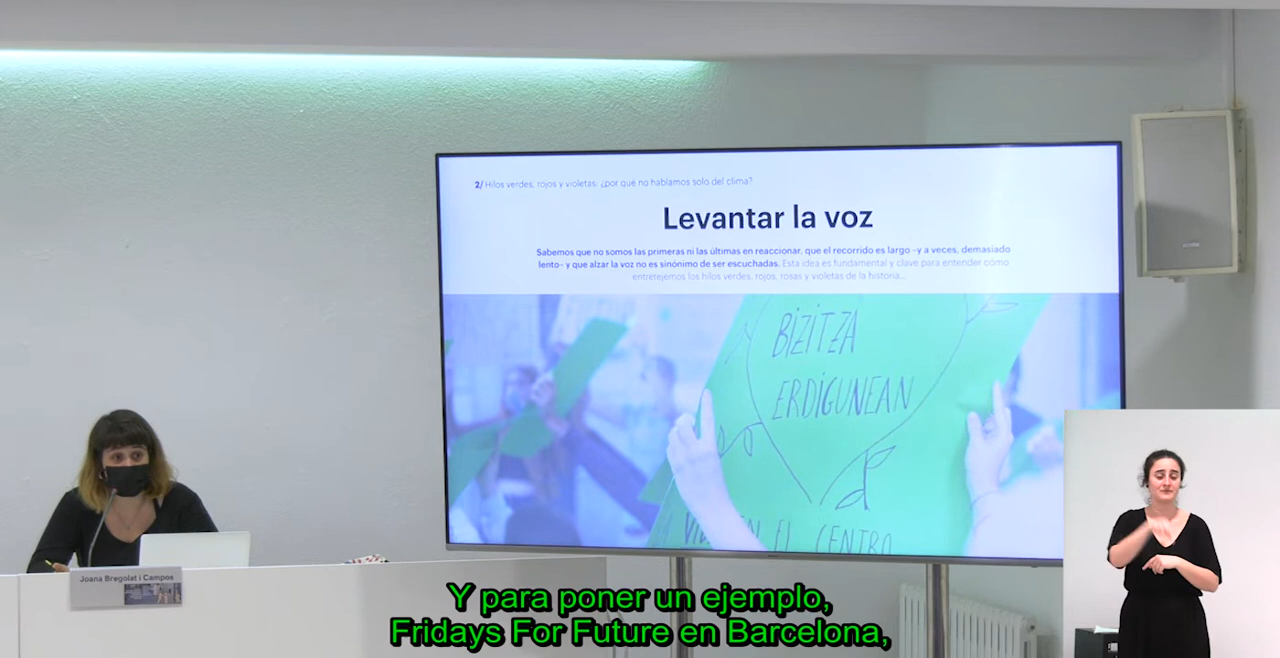 2/ Hilos verdes, rojos y violetas: ¿por qué no hablamos solo del clima?
Levantar la voz
Sabemos que no somos las primeras ni las últimas en reaccionar, que el recorrido es largo -y a veces, demasiado
lento- y que alzar la voz no es sinónimo de ser escuchadas. Esta idea es fundamental y clave para entender cómo
entretejemos los hilos verdes, rojos, rosas y violetas de la historia...
BIZITZA
ERDIGUNEAN
EN EL CENTRO
Joana Bregolat i Campos
Y para poner un ejemplo,
Fridays For Future en Barcelona,